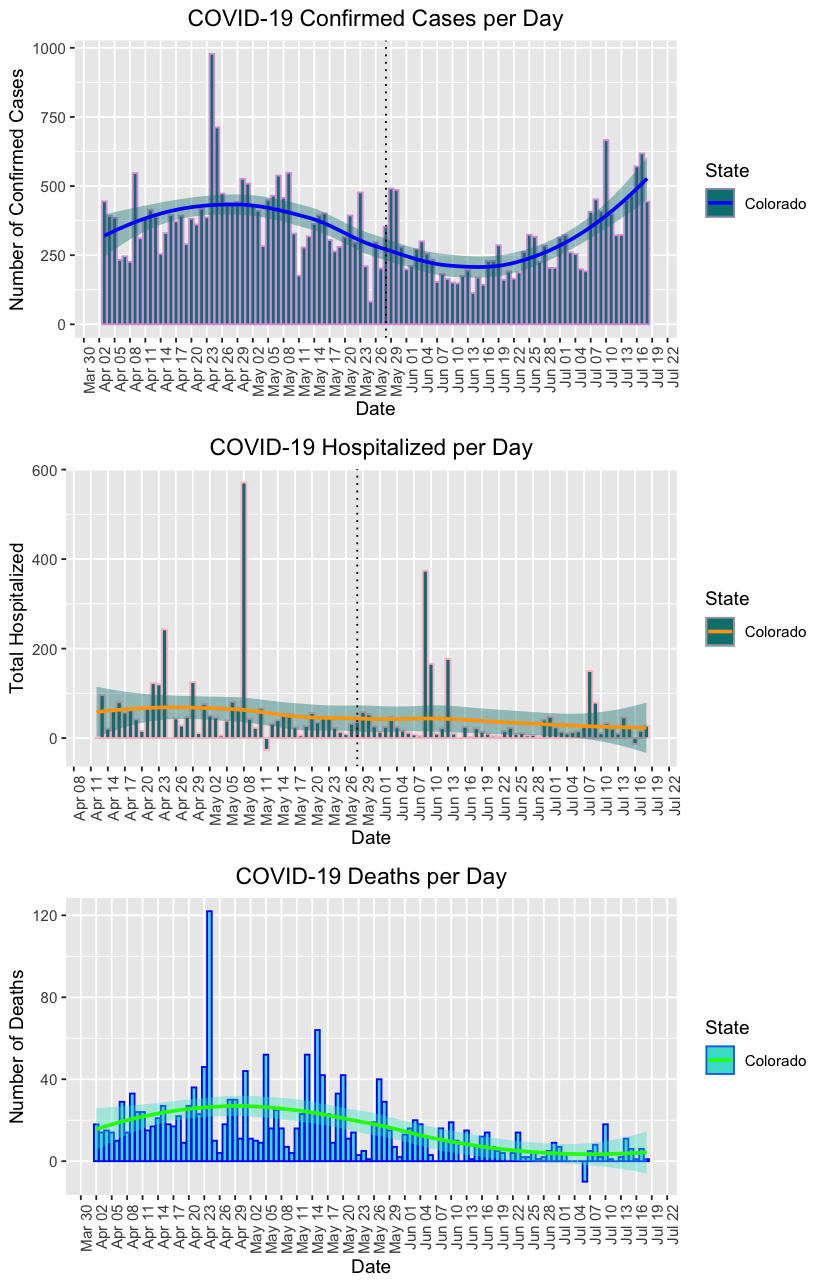 COVID-19 Confirmed Cases per Day
Number of Confirmed Cases
1000
750
500
250
0
Mar 30
Apr 02
Apr 05
Apr 08
Apr 11
Apr 14
Apr 17
Apr 20
Apr 23
Apr 26
Apr 29
May 02
May 05
May 08
May 11
May 14
May 17
May 20
May 23
May 26
May 29
Jun 01
Jun 04
Jun 07
Jun 10
Jun 13
Jun 16
Jun 19
Jun 22
Jun 25
Jun 28
Jul 01
Jul 04
Jul 07
Jul 10
Jul 13
Jul 16
Jul 19
Jul 22
Date
State
Colorado
COVID-19 Hospitalized per Day
Total Hospitalized
600
400
200
0
Apr 08
Apr 11
Apr 14
Apr 17
Apr 20
Apr 23
Apr 26
Apr 29
May 02
May 05
May 08
May 11
May 14
May 17
May 20
May 23
May 26
May 29
Jun 01
Jun 04
Jun 07
Jun 10
Jun 13
Jun 16
Jun 19
Jun 22
Jun 25
Jun 28
Jul 01
Jul 04
Jul 07
Jul 10
Jul 13
Jul 16
Jul 19
Jul 22
Date
State
Colorado
COVID-19 Deaths per Day
Number of Deaths
120
80
40
0
Mar 30
Apr 02
Apr 05
Apr 08
Apr 11
Apr 14
Apr 17
Apr 20
Apr 23
Apr 26
Apr 29
May 02
May 05
May 08
May 11
May 14
May 17
May 20
May 23
May 26
May 29
Jun 01
Jun 04
Jun 07
Jun 10
Jun 13
Jun 16
Jun 19
Jun 22
Jun 25
Jun 28
Jul 01
Jul 04
Jul 07
Jul 10
Jul 13
Jul 16
Jul 19
Jul 22
Date
State
Colorado